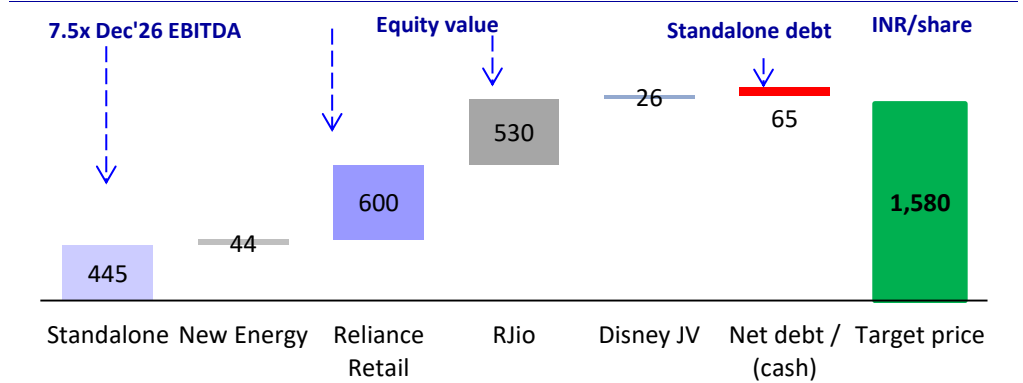 7.5x Dec'26 EBITDA
Equity value
Standalone debt
INR/share
445
44
600
530
26
65
1,580
Standalone
New Energy
Reliance
Retail
RJio
Disney JV
Net debt /
(cash)
Target price